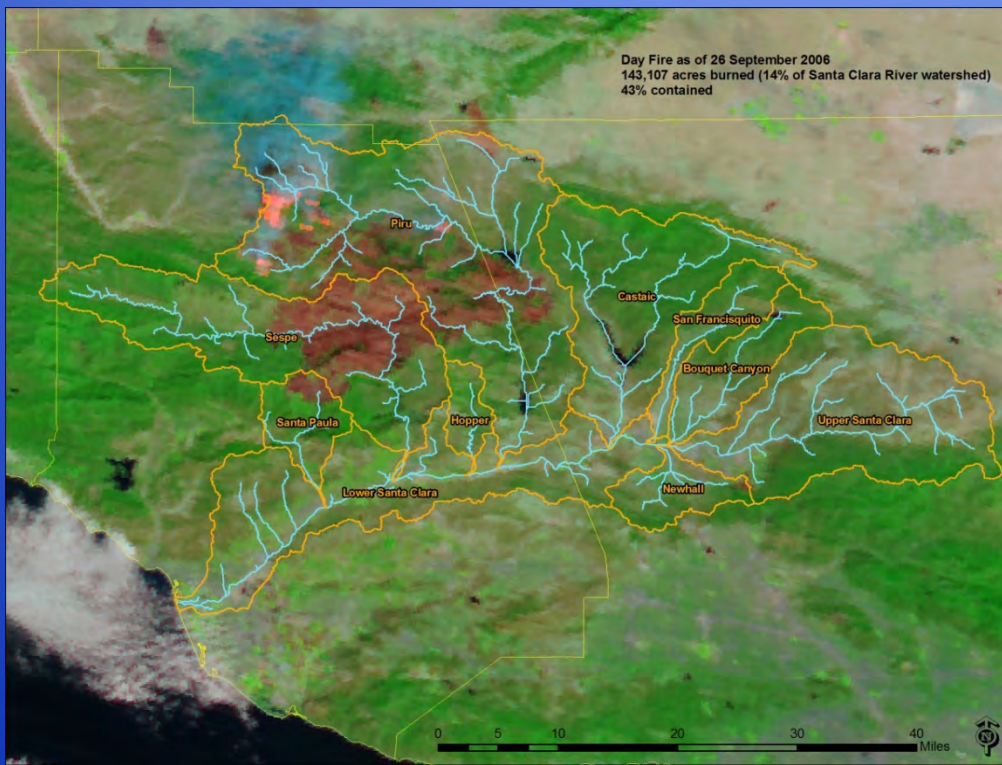 Day Fire as of 26 September 2006
143,107 acres burned (14% of Santa Clara River watershed)
43% contained
Piru
Castaic
San Francisquito
Sespe
Bouquet Canyon
Santa Paula
Hopper
Upper Santa Clara
Lower Santa Clara
Newhall
0 5 10 20 30 40
Miles
N